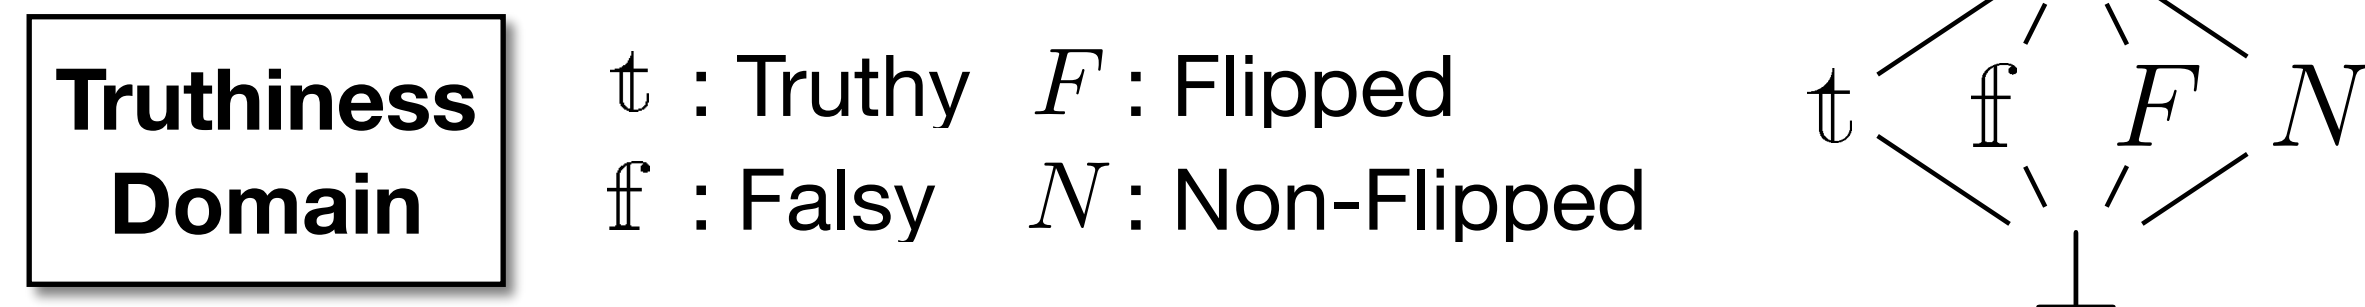 Truthiness
Domain
𝕥 : Truthy F : Flipped
𝕗 : Falsy N : Non-Flipped
𝕥 𝕗 F N
⊥